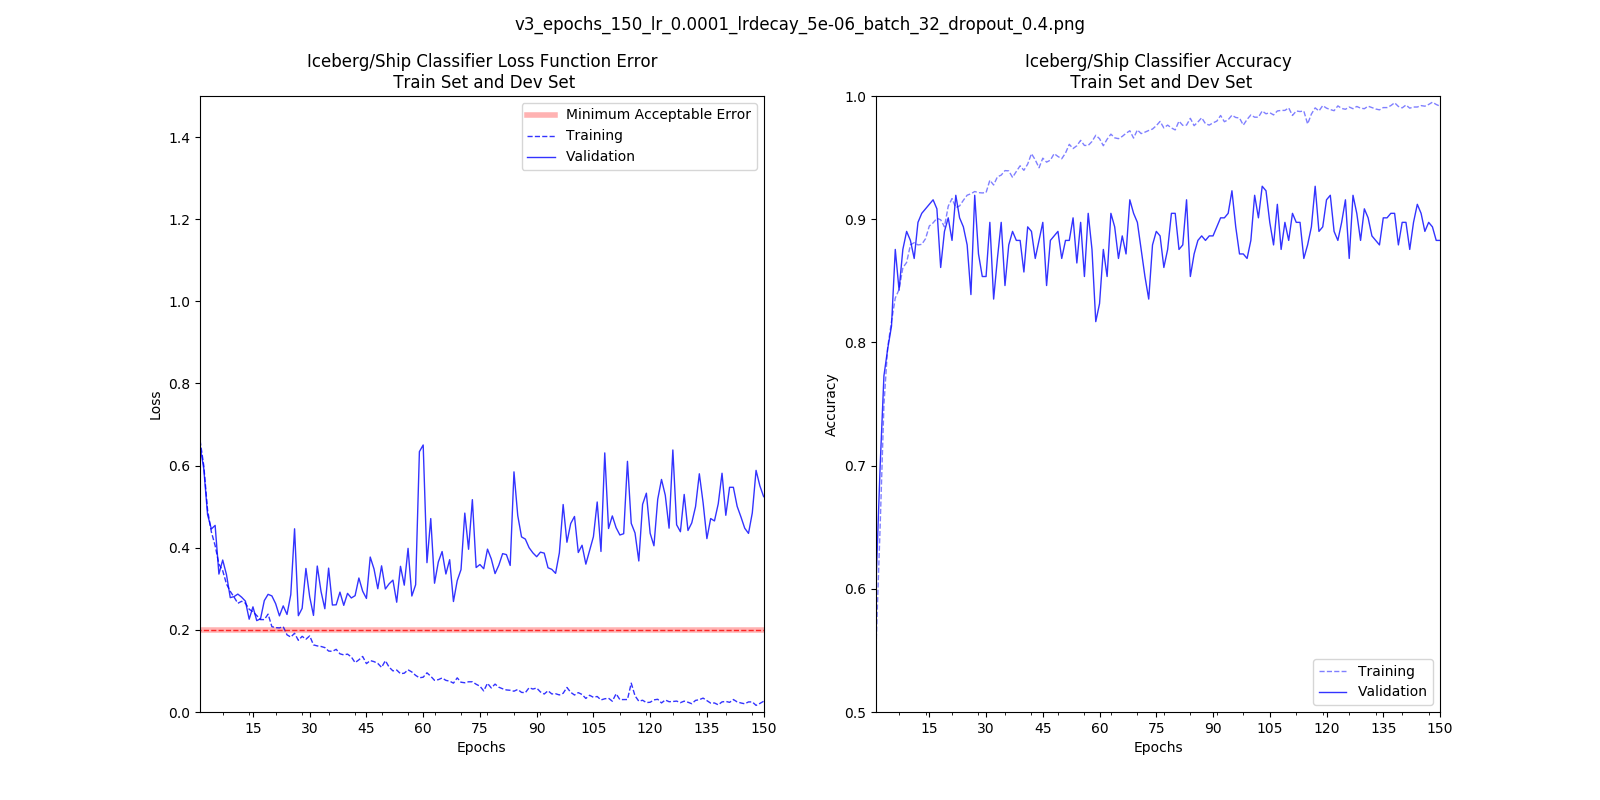 v3_epochs_150_lr_0.0001_lrdecay_5e-06_batch_32_dropout_0.4.png
Iceberg/Ship Classifier Loss Function Error
Train Set and Dev Set
Minimum Acceptable Error
Training
Validation
1.4
1.2
1.0
0.8
0.6
0.4
0.2
0.0
Loss
15 30 45 60 75 90 105 120 135 150
Epochs
Iceberg/Ship Classifier Accuracy
Train Set and Dev Set
1.0
0.9
0.8
0.7
0.6
0.5
Accuracy
Training
Validation
15 30 45 60 75 90 105 120 135 150
Epochs